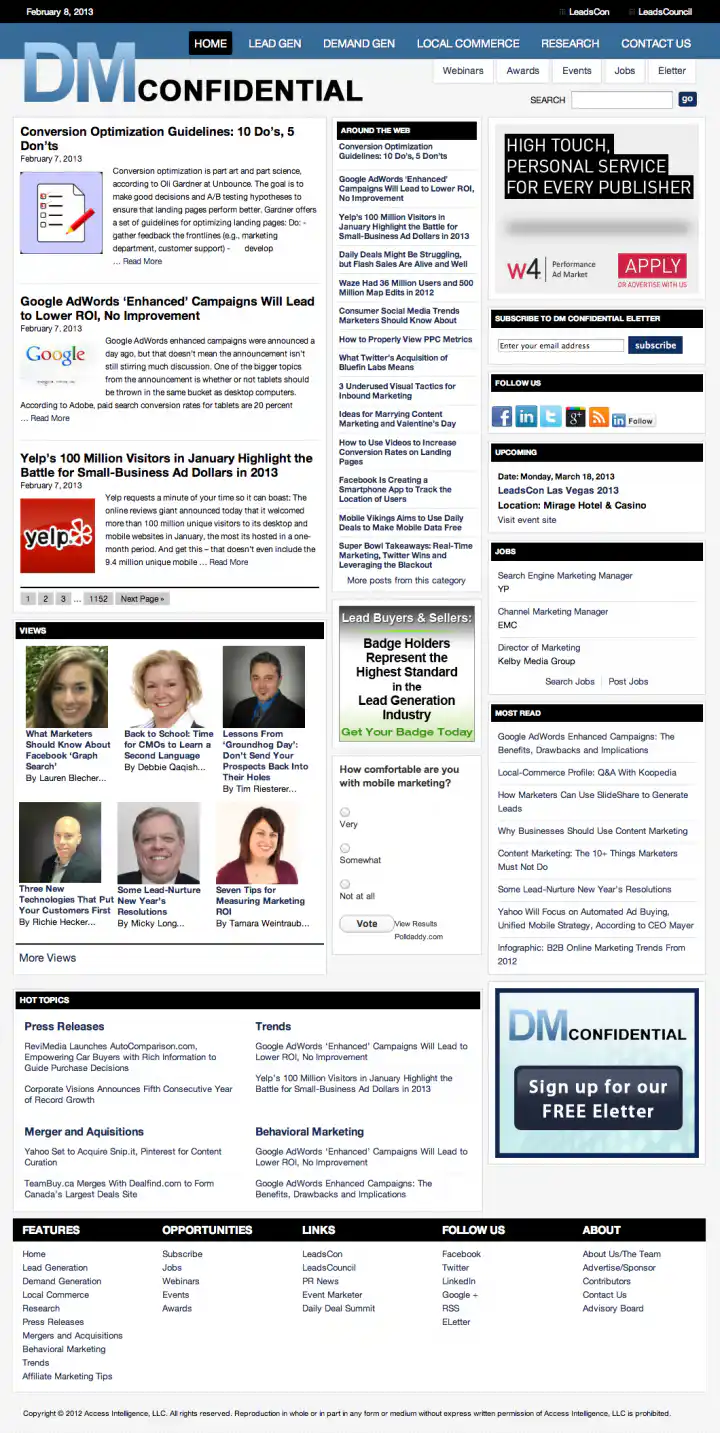 February 8, 2013
LeadsCon
LeadsCouncil
HOME
LEAD GEN
DEMAND GEN
LOCAL COMMERCE
RESEARCH
CONTACT US
DMCONFIDENTIAL
Webinars
Awards
Events
Jobs
Eletter
SEARCH
go
Conversion Optimization Guidelines: 10 Do's, 5
Don'ts
February 7, 2013
Conversion optimization is part art and part science,
according to Oli Gardner at Unbounce. The goal is to
make good decisions and A/B testing hypotheses to
ensure that landing pages perform better. Gardner offers
a set of guidelines for optimizing landing pages: Do: -
gather feedback the frontlines (e.g., marketing
department, customer support) - develop
... Read More
Google AdWords 'Enhanced' Campaigns Will Lead
to Lower ROI, No Improvement
February 7, 2013
Google
Google AdWords enhanced campaigns were announced a
day ago, but that doesn't mean the announcement isn't
still stirring much discussion. One of the bigger topics
from the announcement is whether or not tablets should
be thrown in the same bucket as desktop computers.
According to Adobe, paid search conversion rates for tablets are 20 percent
... Read More
Yelp's 100 Million Visitors in January Highlight the
Battle for Small-Business Ad Dollars in 2013
February 7, 2013
yelp
Yelp requests a minute of your time so it can boast: The
online reviews giant announced today that it welcomed
more than 100 million unique visitors to its desktop and
mobile websites in January, the most its hosted in a one-
month period. And get this – that doesn't even include the
9.4 million unique mobile ... Read More
1 2 3 ... 1152 Next Page »
AROUND THE WEB
Conversion Optimization
Guidelines: 10 Do's, 5 Don'ts
Google AdWords 'Enhanced'
Campaigns Will Lead to Lower ROI,
No Improvement
Yelp's 100 Million Visitors in
January Highlight the Battle for
Small-Business Ad Dollars in 2013
Daily Deals Might Be Struggling,
but Flash Sales Are Alive and Well
Waze Had 36 Million Users and 500
Million Map Edits in 2012
Consumer Social Media Trends
Marketers Should Know About
How to Properly View PPC Metrics
What Twitter's Acquisition of
Bluefin Labs Means
3 Underused Visual Tactics for
Inbound Marketing
Ideas for Marrying Content
Marketing and Valentine's Day
How to Use Videos to Increase
Conversion Rates on Landing
Pages
Facebook Is Creating a
Smartphone App to Track the
Location of Users
Mobile Vikings Aims to Use Daily
Deals to Make Mobile Data Free
Super Bowl Takeaways: Real-Time
Marketing, Twitter Wins and
Leveraging the Blackout
More posts from this category
Lead Buyers & Sellers:
Badge Holders
Represent the
Highest Standard
in the
Lead Generation
Industry
Get Your Badge Today
How comfortable are you
with mobile marketing?
Very
Somewhat
Not at all
Vote
View Results
Polldaddy.com
HIGH TOUCH,
PERSONAL SERVICE
FOR EVERY PUBLISHER
w4
Performance
Ad Market
APPLY
OR ADVERTISE WITH US
SUBSCRIBE TO DM CONFIDENTIAL ELETTER
Enter your email address
subscribe
FOLLOW US
Follow
UPCOMING
Date: Monday, March 18, 2013
LeadsCon Las Vegas 2013
Location: Mirage Hotel & Casino
Visit event site
JOBS
Search Engine Marketing Manager
YP
Channel Marketing Manager
EMC
Director of Marketing
Kelby Media Group
Search Jobs
Post Jobs
MOST READ
Google AdWords Enhanced Campaigns: The
Benefits, Drawbacks and Implications
Local-Commerce Profile: Q&A With Koopedia
How Marketers Can Use SlideShare to Generate
Leads
Why Businesses Should Use Content Marketing
Content Marketing: The 10+ Things Marketers
Must Not Do
Some Lead-Nurture New Year's Resolutions
Yahoo Will Focus on Automated Ad Buying,
Unified Mobile Strategy, According to CEO Mayer
Infographic: B2B Online Marketing Trends From
2012
DMCONFIDENTIAL
Sign up for our
FREE Eletter
VIEWS
What Marketers
Should Know About
Facebook 'Graph
Search'
By Lauren Blecher...
Back to School: Time
for CMOs to Learn a
Second Language
By Debbie Qaqish...
Lessons From
'Groundhog Day':
Don't Send Your
Prospects Back Into
Their Holes
By Tim Riesterer...
Three New
Technologies That Put
Your Customers First
By Richie Hecker...
Some Lead-Nurture
New Year's
Resolutions
By Micky Long...
Seven Tips for
Measuring Marketing
ROI
By Tamara Weintraub...
More Views
HOT TOPICS
Press Releases
ReviMedia Launches AutoComparison.com,
Empowering Car Buyers with Rich Information to
Guide Purchase Decisions
Corporate Visions Announces Fifth Consecutive Year
of Record Growth
Trends
Google AdWords 'Enhanced' Campaigns Will Lead to
Lower ROI, No Improvement
Yelp's 100 Million Visitors in January Highlight the
Battle for Small-Business Ad Dollars in 2013
Merger and Aquisitions
Yahoo Set to Acquire Snip.it, Pinterest for Content
Curation
TeamBuy.ca Merges With Dealfind.com to Form
Canada's Largest Deals Site
Behavioral Marketing
Google AdWords 'Enhanced' Campaigns Will Lead to
Lower ROI, No Improvement
Google AdWords Enhanced Campaigns: The
Benefits, Drawbacks and Implications
FEATURES
Home
Lead Generation
Demand Generation
Local Commerce
Research
Press Releases
Mergers and Acquisitions
Behavioral Marketing
Trends
Affiliate Marketing Tips
OPPORTUNITIES
Subscribe
Jobs
Webinars
Events
Awards
LINKS
LeadsCon
LeadsCouncil
PR News
Event Marketer
Daily Deal Summit
FOLLOW US
Facebook
Twitter
LinkedIn
Google +
RSS
ELetter
ABOUT
About Us/The Team
Advertise/Sponsor
Contributors
Contact Us
Advisory Board
Copyright © 2012 Access Intelligence, LLC. All rights reserved. Reproduction in whole or in part in any form or medium without express written permission of Access Intelligence, LLC is prohibited.